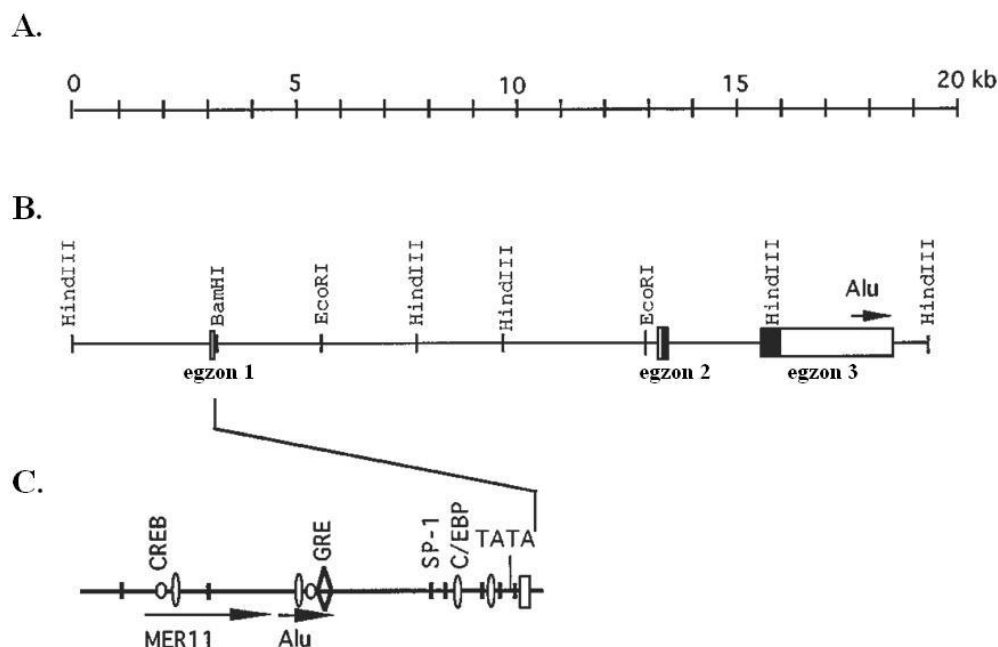 A.
0 5 10 15 20 kb
B.
HindIII BamHI EcoRI HindIII HindIII EcoRI HindIII Alu HindIII
egzon 1 egzon 2 egzon 3
C.
CREB GRE SP-1 C/EBP TATA
MER11 Alu